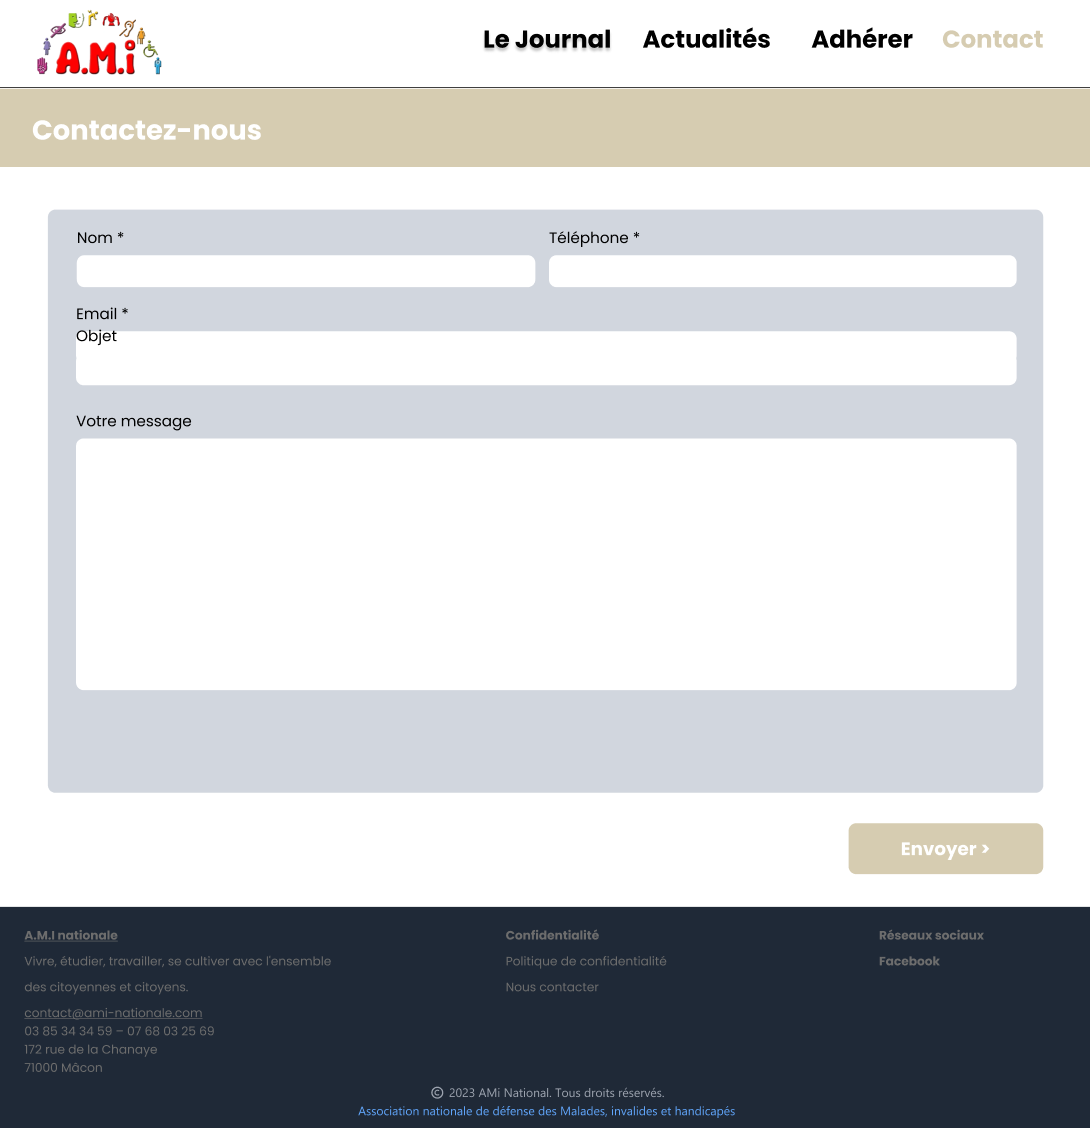 A.M.i
Le Journal Actualités Adhérer Contact
Contactez-nous
Nom * Téléphone *
Email *
Objet
Votre message
Envoyer >
A.M.I nationale
Vivre, étudier, travailler, se cultiver avec l'ensemble
des citoyennes et citoyens.
contact@ami-nationale.com
03 85 34 34 59 – 07 68 03 25 69
172 rue de la Chanaye
71000 Mâcon
Confidentialité
Politique de confidentialité
Nous contacter
Réseaux sociaux
Facebook
© 2023 AMi National. Tous droits réservés.
Association nationale de défense des Malades, invalides et handicapés